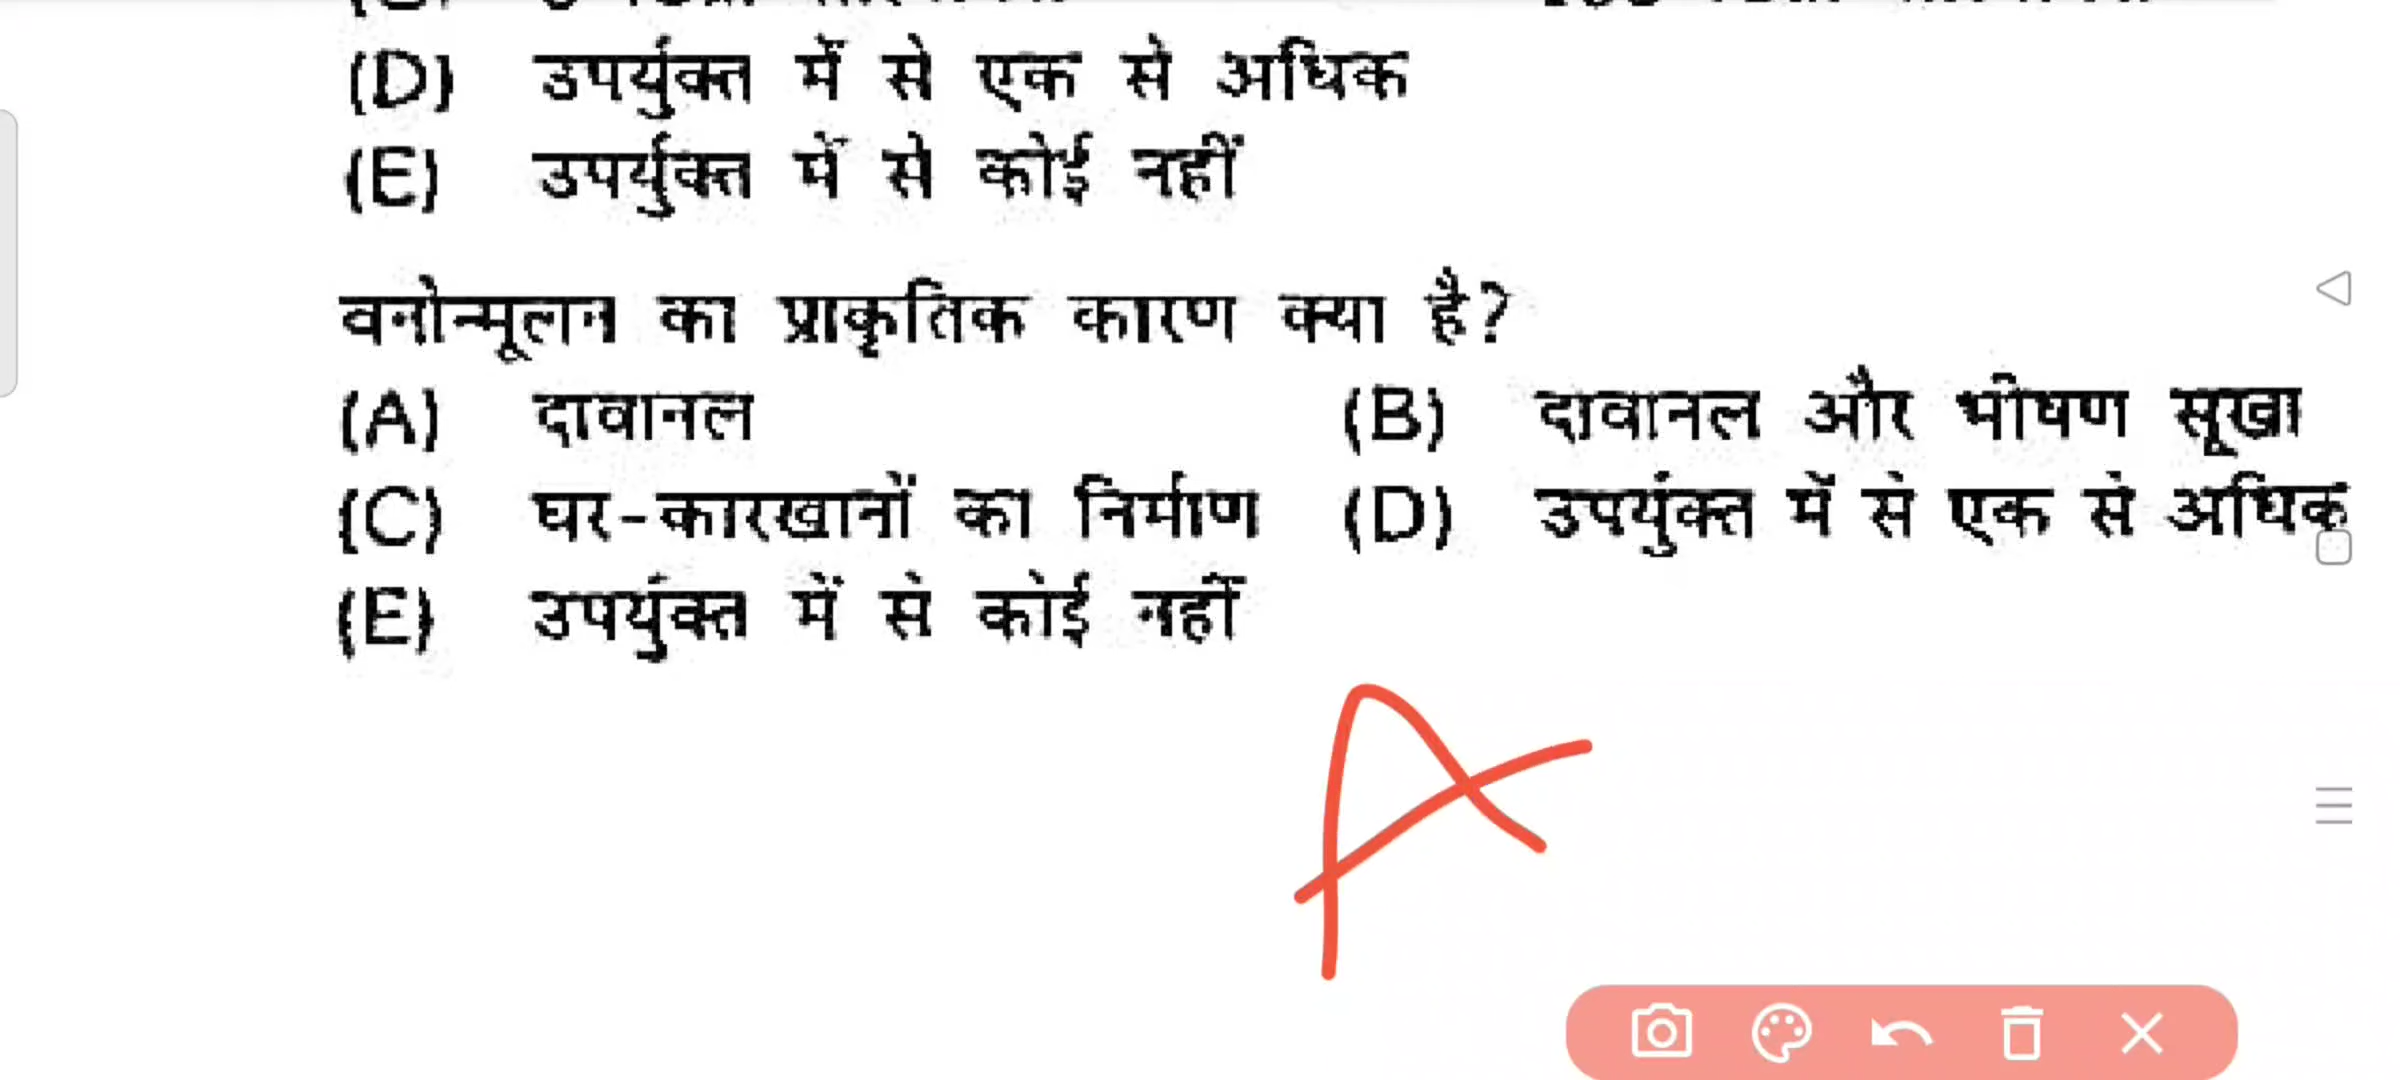 (D) उपर्युक्त में से एक से अधिक
(E) उपर्युक्त में से कोई नहीं
वनोन्मूलन का प्राकृतिक कारण क्या है?
(A) दावानल (B) दावानल और भीषण सूखा
(C) घर-कारखानों का निर्माण (D) उपर्युक्त में से एक से अधिक
(E) उपर्युक्त में से कोई नहीं
A